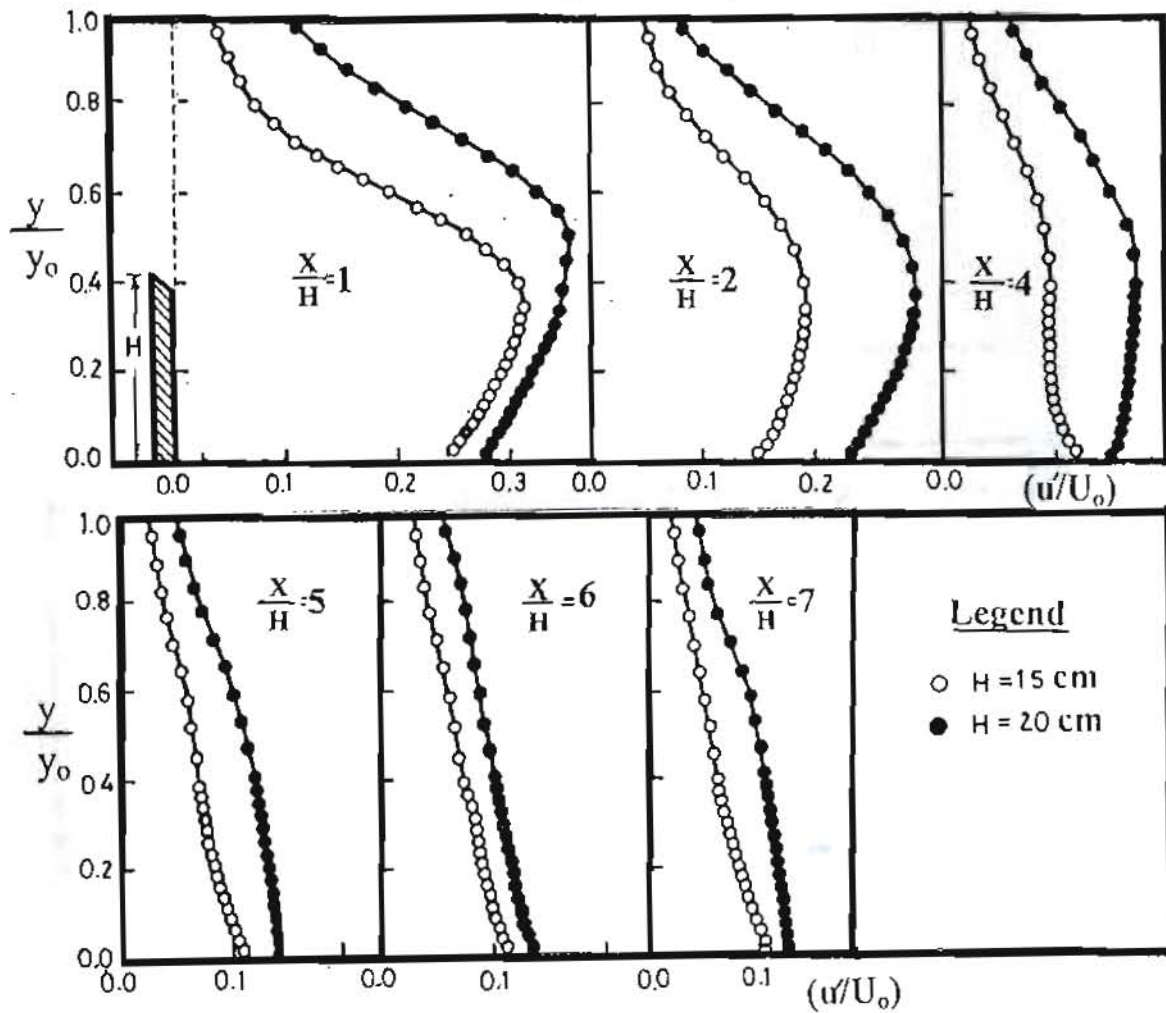 1.0
0.8
0.6
0.4
0.2
0.0
y
y₀
H
X/H=1
X/H=2
X/H=4
0.0 0.1 0.2 0.3 0.0 0.1 0.2 0.0 (u'/U₀)
1.0
0.8
0.6
0.4
0.2
0.0
y
y₀
X/H=5
X/H=6
X/H=7
0.0 0.1 0.0 0.1 0.0 0.1 (u'/U₀)
Legend
○ H = 15 cm
● H = 20 cm